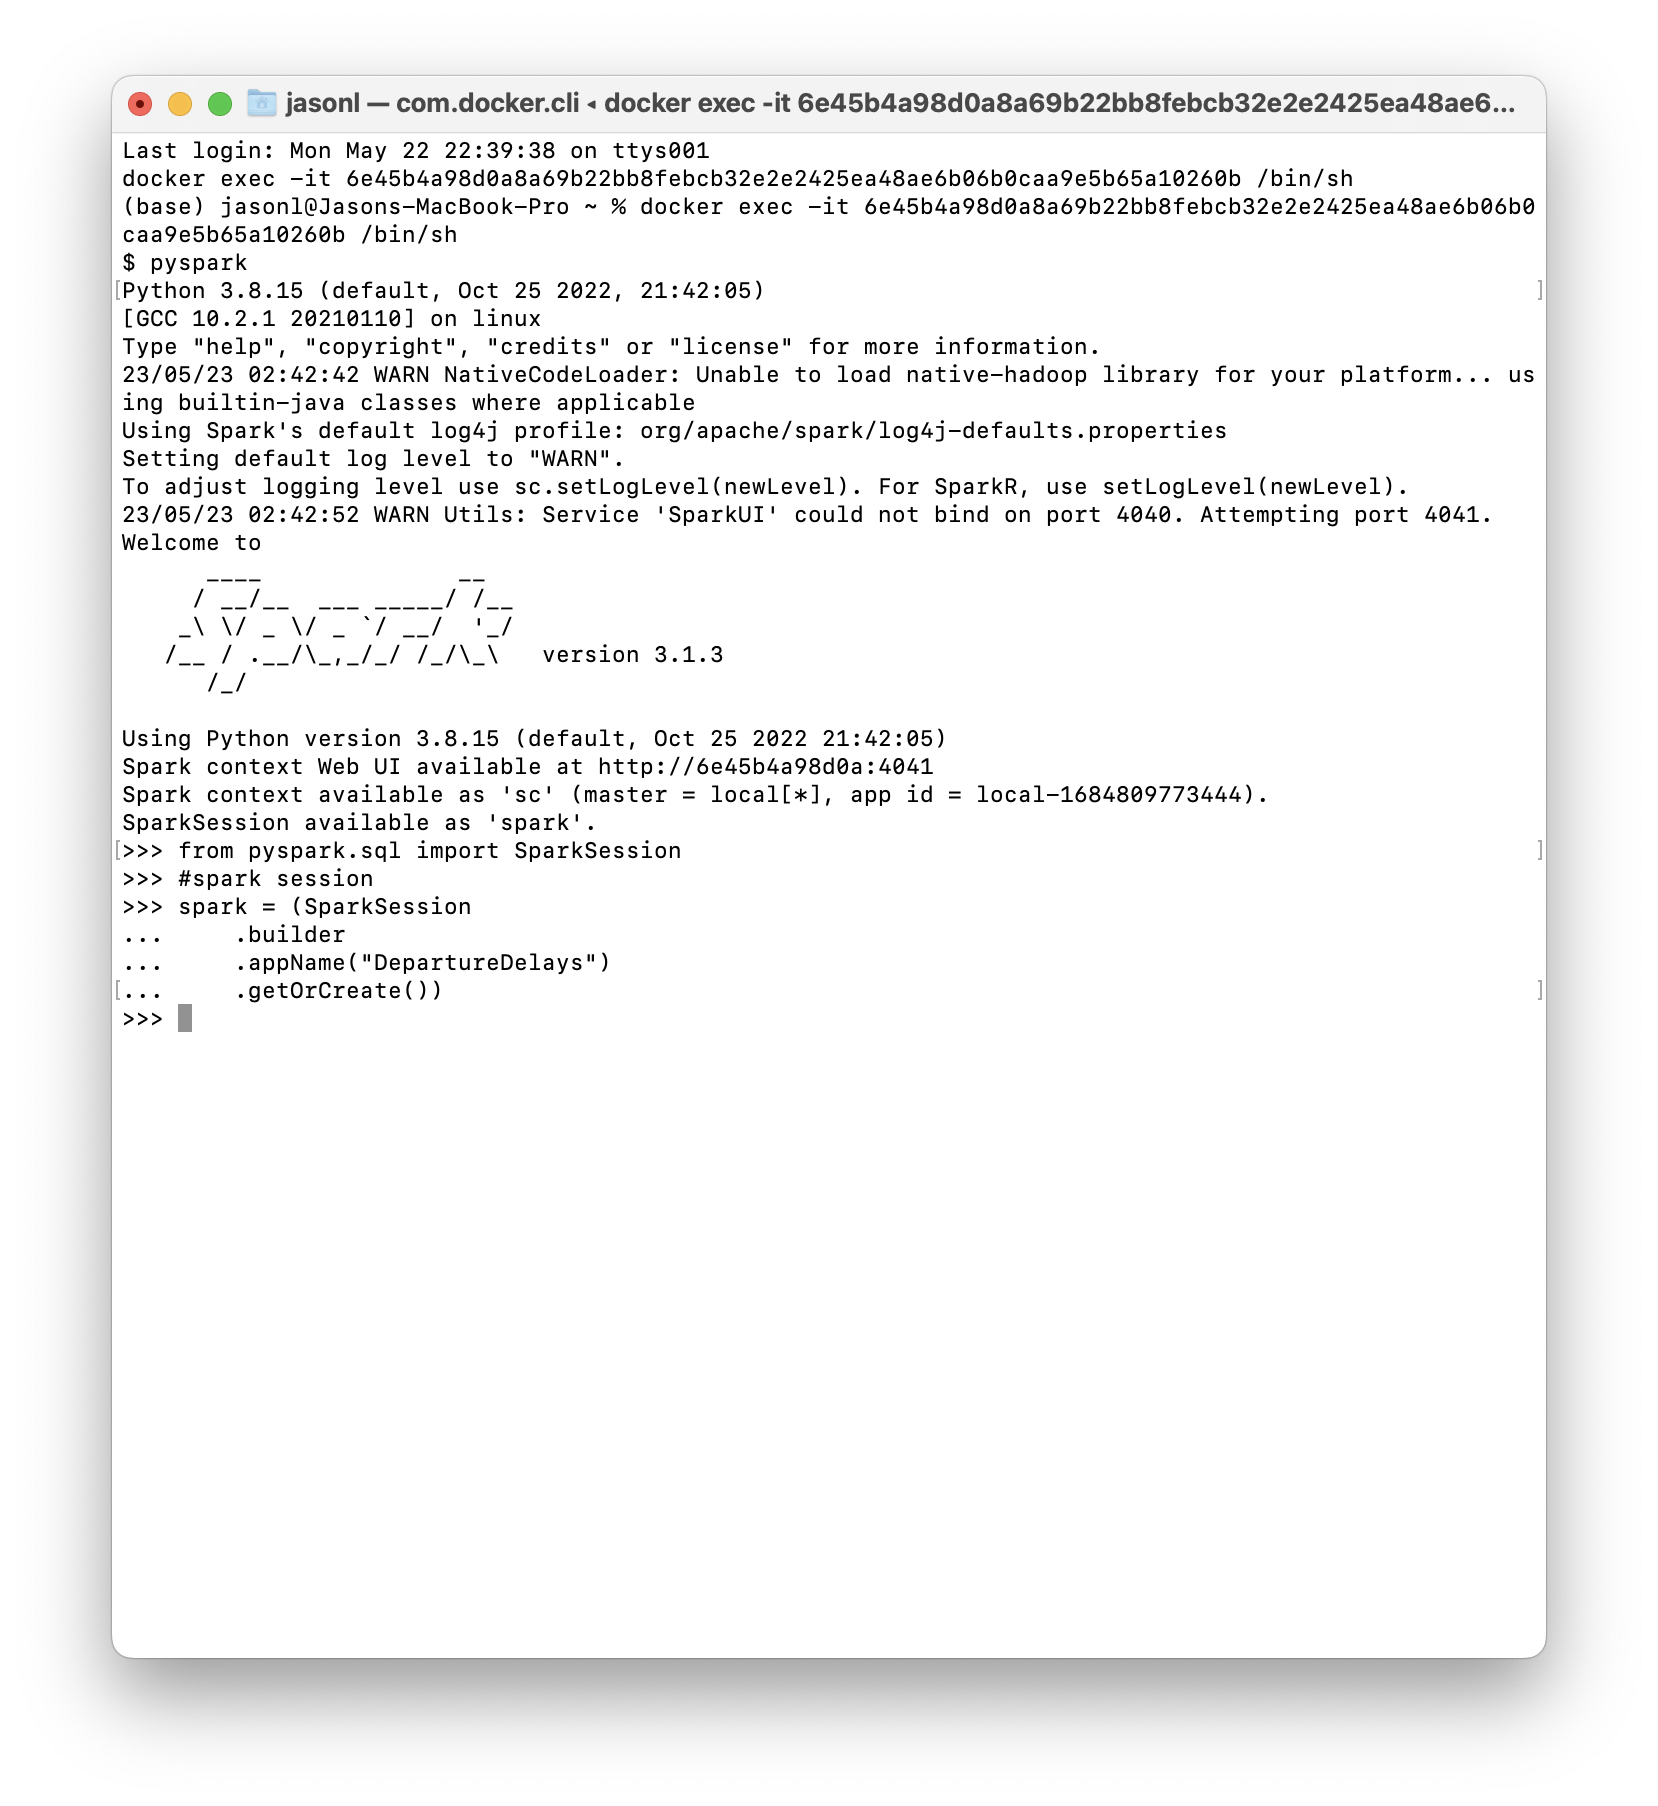 jasonl — com.docker.cli ◂ docker exec -it 6e45b4a98d0a8a69b22bb8febcb32e2e2425ea48ae6...
Last login: Mon May 22 22:39:38 on ttys001
docker exec -it 6e45b4a98d0a8a69b22bb8febcb32e2e2425ea48ae6b06b0caa9e5b65a10260b /bin/sh
(base) jasonl@Jasons-MacBook-Pro ~ % docker exec -it 6e45b4a98d0a8a69b22bb8febcb32e2e2425ea48ae6b06b0
caa9e5b65a10260b /bin/sh
$ pyspark
[Python 3.8.15 (default, Oct 25 2022, 21:42:05) ]
[GCC 10.2.1 20210110] on linux
Type "help", "copyright", "credits" or "license" for more information.
23/05/23 02:42:42 WARN NativeCodeLoader: Unable to load native-hadoop library for your platform... us
ing builtin-java classes where applicable
Using Spark's default log4j profile: org/apache/spark/log4j-defaults.properties
Setting default log level to "WARN".
To adjust logging level use sc.setLogLevel(newLevel). For SparkR, use setLogLevel(newLevel).
23/05/23 02:42:52 WARN Utils: Service 'SparkUI' could not bind on port 4040. Attempting port 4041.
Welcome to
      ____              __
     / __/__  ___ _____/ /__
    _\ \/ _ \/ _ `/ __/  '_/
   /__ / .__/\_,_/_/ /_/\_\   version 3.1.3
      /_/
Using Python version 3.8.15 (default, Oct 25 2022 21:42:05)
Spark context Web UI available at http://6e45b4a98d0a:4041
Spark context available as 'sc' (master = local[*], app id = local-1684809773444).
SparkSession available as 'spark'.
[>>> from pyspark.sql import SparkSession ]
>>> #spark session
>>> spark = (SparkSession
...     .builder
...     .appName("DepartureDelays")
[...     .getOrCreate()) ]
>>>